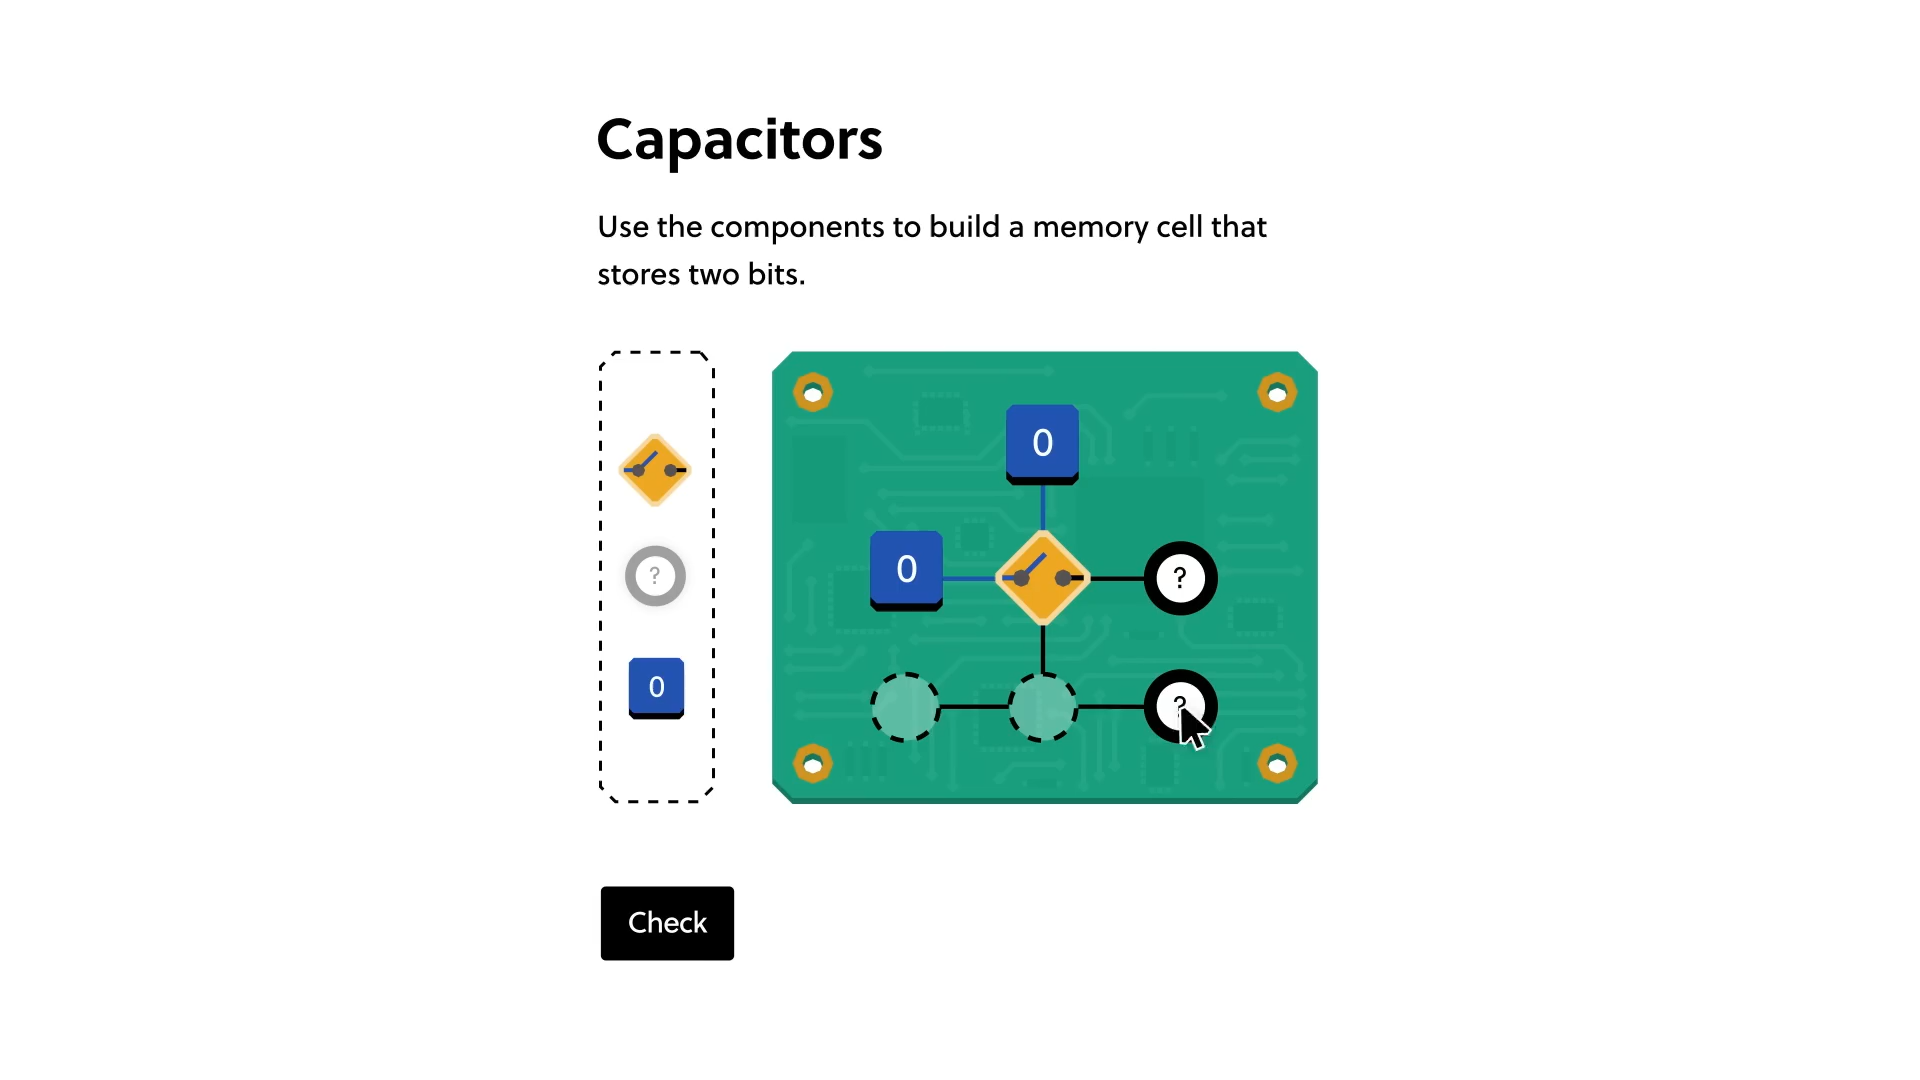 Capacitors
Use the components to build a memory cell that
stores two bits.
0
0
?
?
0
?
Check